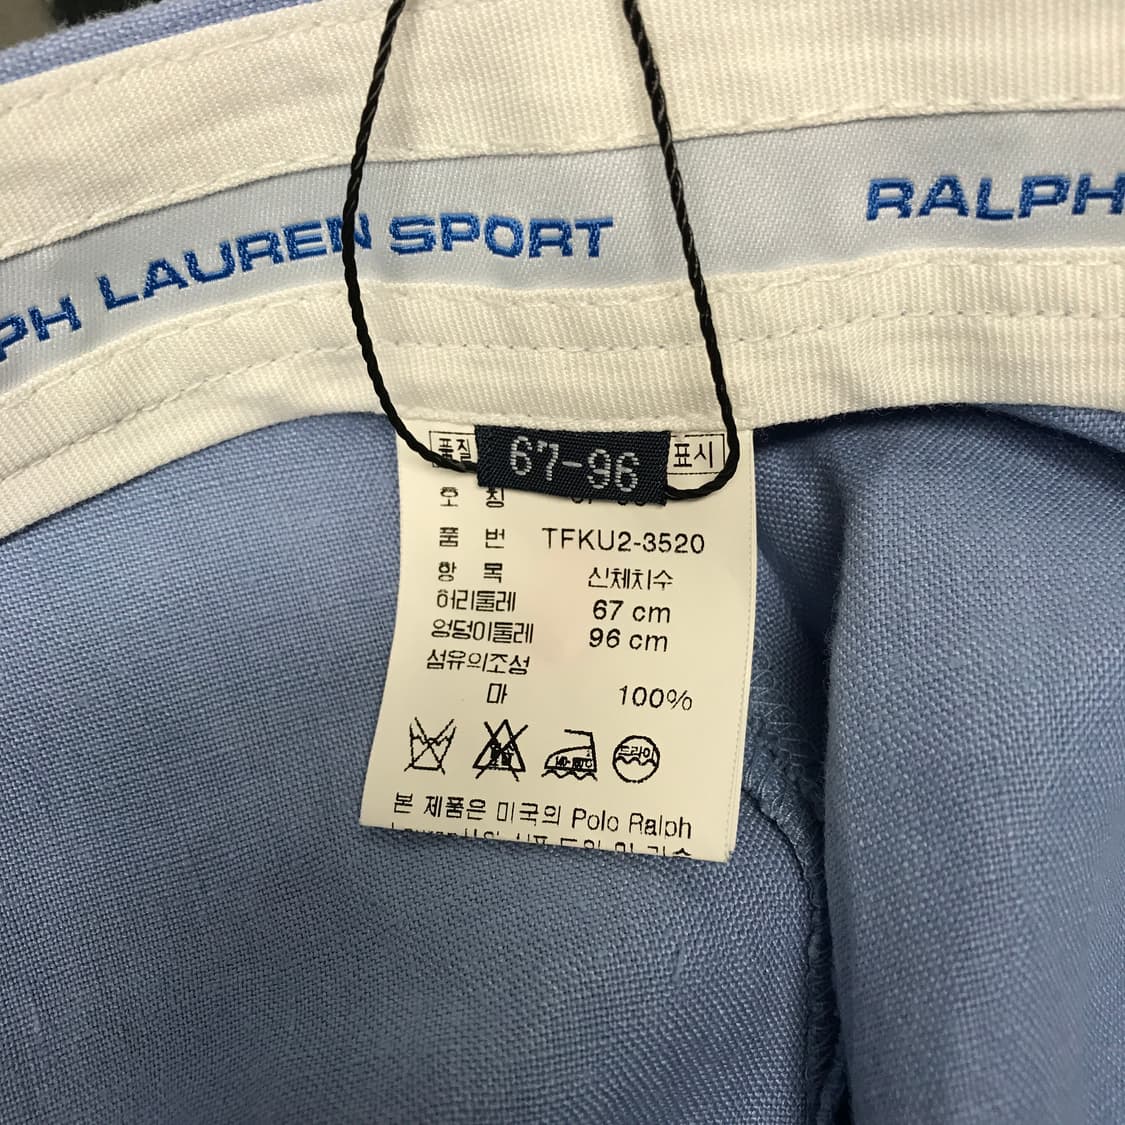 PH LAUREN SPORT
RALPH
품질 67-96 표시
호 칭
품 번 TFKU2-3520
항 목 신체치수
허리둘레 67 cm
엉덩이둘레 96 cm
섬유의조성
마 100%
드라이
본 제품은 미국의 Polo Ralph